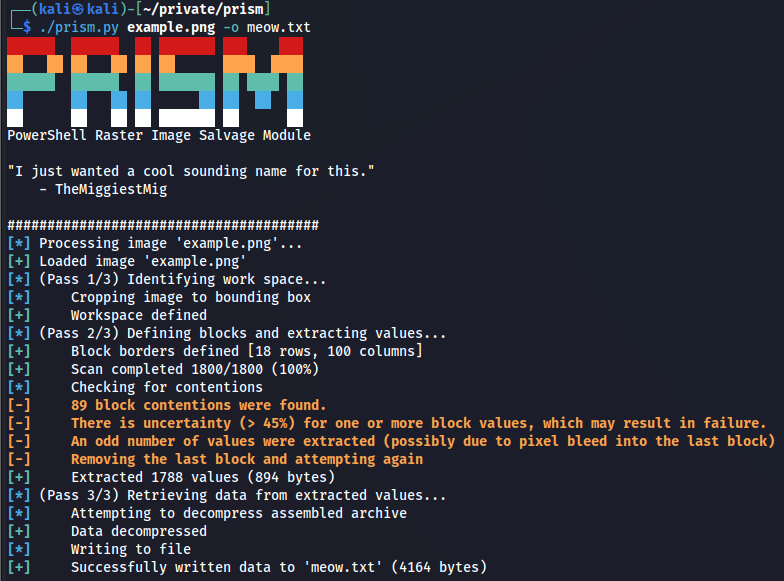 ┌──(kali㉿kali)-[~/private/prism]
└─$ ./prism.py example.png -o meow.txt
PRISM
PowerShell Raster Image Salvage Module
"I just wanted a cool sounding name for this."
- TheMiggiestMig
#######################################
[*] Processing image 'example.png'...
[+] Loaded image 'example.png'
[*] (Pass 1/3) Identifying work space...
[*] Cropping image to bounding box
[+] Workspace defined
[*] (Pass 2/3) Defining blocks and extracting values...
[+] Block borders defined [18 rows, 100 columns]
[+] Scan completed 1800/1800 (100%)
[*] Checking for contentions
[-] 89 block contentions were found.
[-] There is uncertainty (> 45%) for one or more block values, which may result in failure.
[-] An odd number of values were extracted (possibly due to pixel bleed into the last block)
[-] Removing the last block and attempting again
[+] Extracted 1788 values (894 bytes)
[*] (Pass 3/3) Retrieving data from extracted values...
[*] Attempting to decompress assembled archive
[+] Data decompressed
[*] Writing to file
[+] Successfully written data to 'meow.txt' (4164 bytes)